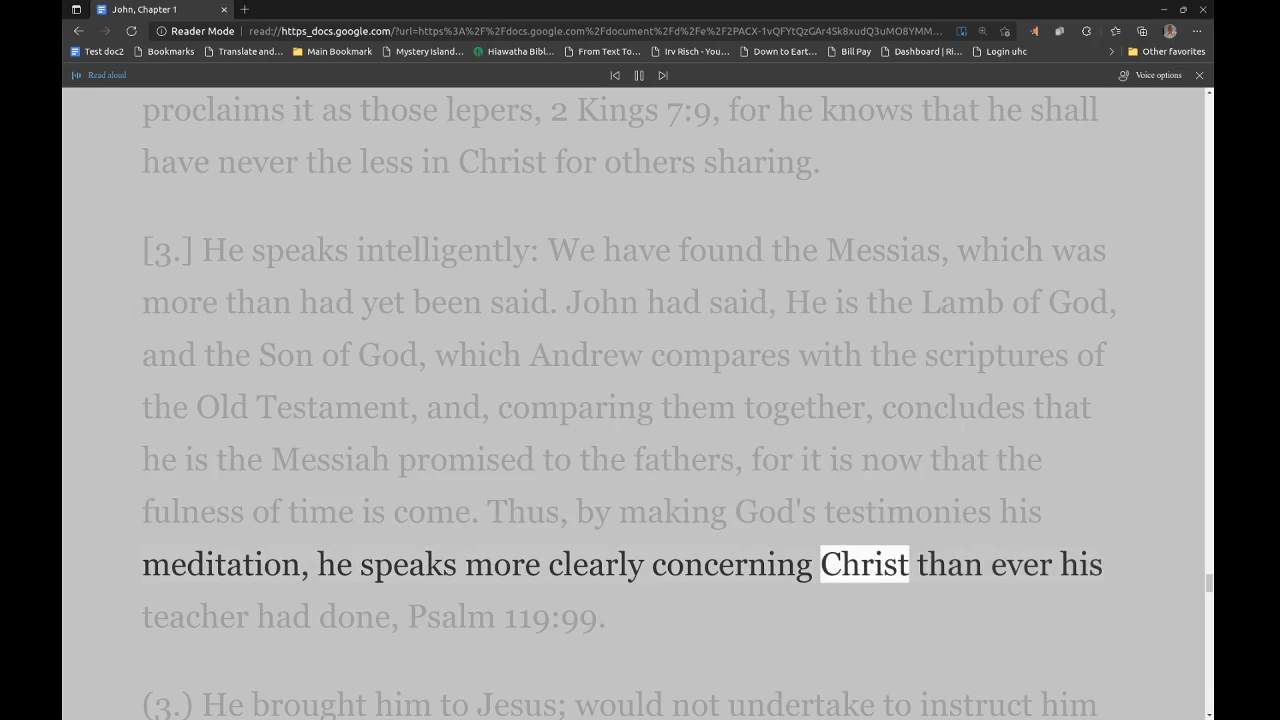 John, Chapter 1
Reader Mode
read://https_docs.google.com/?url=https%3A%2F%2Fdocs.google.com%2Fdocument%2Fd%2Fe%2F2PACX-1vQFYtQzGAr4Sk8xudQ3uMO8YMM...
Test doc2 Bookmarks Translate and... Main Bookmark Mystery Island... Hiawatha Bibl... From Text To... Irv Risch - You... Down to Eart... Bill Pay Dashboard | Ri... Login uhc Other favorites
Read aloud Voice options
proclaims it as those lepers, 2 Kings 7:9, for he knows that he shall
have never the less in Christ for others sharing.
[3.] He speaks intelligently: We have found the Messias, which was
more than had yet been said. John had said, He is the Lamb of God,
and the Son of God, which Andrew compares with the scriptures of
the Old Testament, and, comparing them together, concludes that
he is the Messiah promised to the fathers, for it is now that the
fulness of time is come. Thus, by making God's testimonies his
meditation, he speaks more clearly concerning Christ than ever his
teacher had done, Psalm 119:99.
(3.) He brought him to Jesus; would not undertake to instruct him